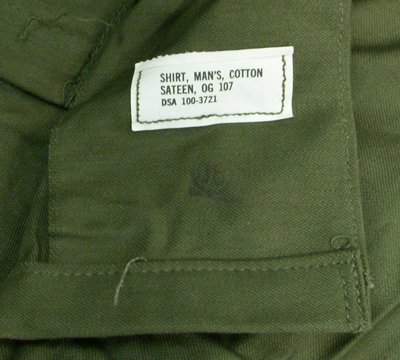 SHIRT, MAN'S, COTTON
SATEEN, OG 107
DSA 100-3721